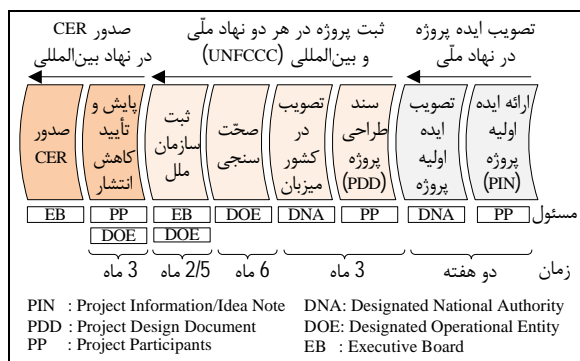 تصویب ایده پروژه
در نهاد ملّی
ثبت پروژه در هر دو نهاد ملّی
و بین‌المللی (UNFCCC)
صدور CER
در نهاد بین‌المللی
ارائه ایده
اولیه
پروژه
(PIN)
تصویب
ایده
اولیه
پروژه
سند
طراحی
پروژه
(PDD)
تصویب
در
کشور
میزبان
صحّت
سنجی
ثبت
سازمان
ملل
پایش و
تأیید
کاهش
انتشار
صدور
CER
مسئول
PP
DNA
PP
DNA
DOE
EB
DOE
PP
DOE
EB
زمان
دو هفته
3 ماه
6 ماه
2/5 ماه
3 ماه
PIN : Project Information/Idea Note
PDD : Project Design Document
PP : Project Participants
DNA: Designated National Authority
DOE: Designated Operational Entity
EB : Executive Board